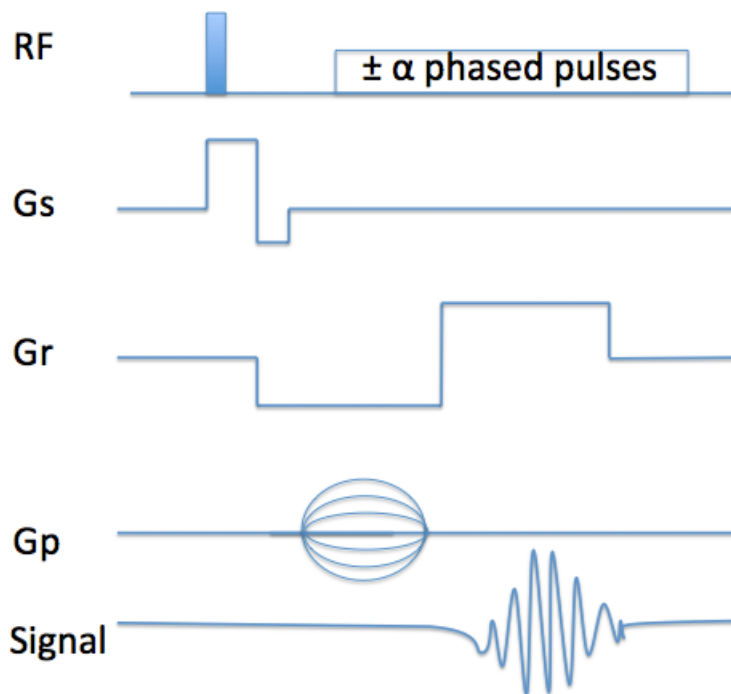 RF
± α phased pulses
Gs
Gr
Gp
Signal